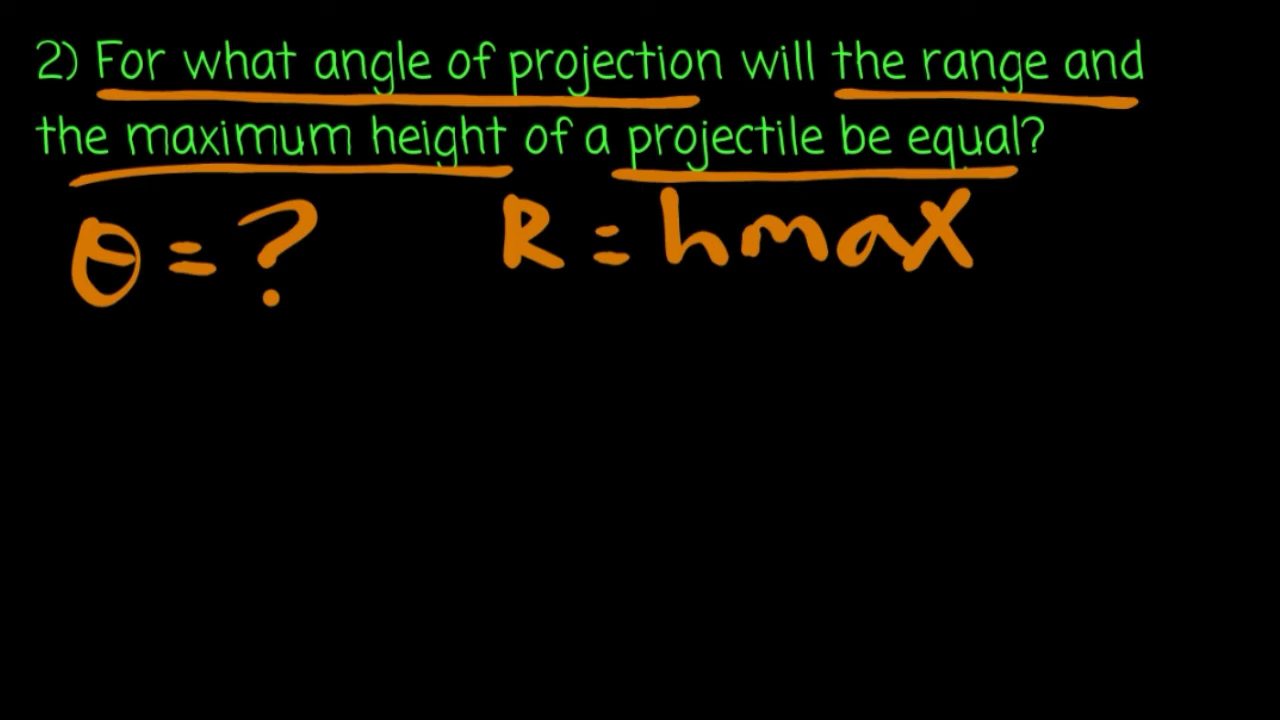 2) For what angle of projection will the range and
the maximum height of a projectile be equal?
θ = ? R = hmax